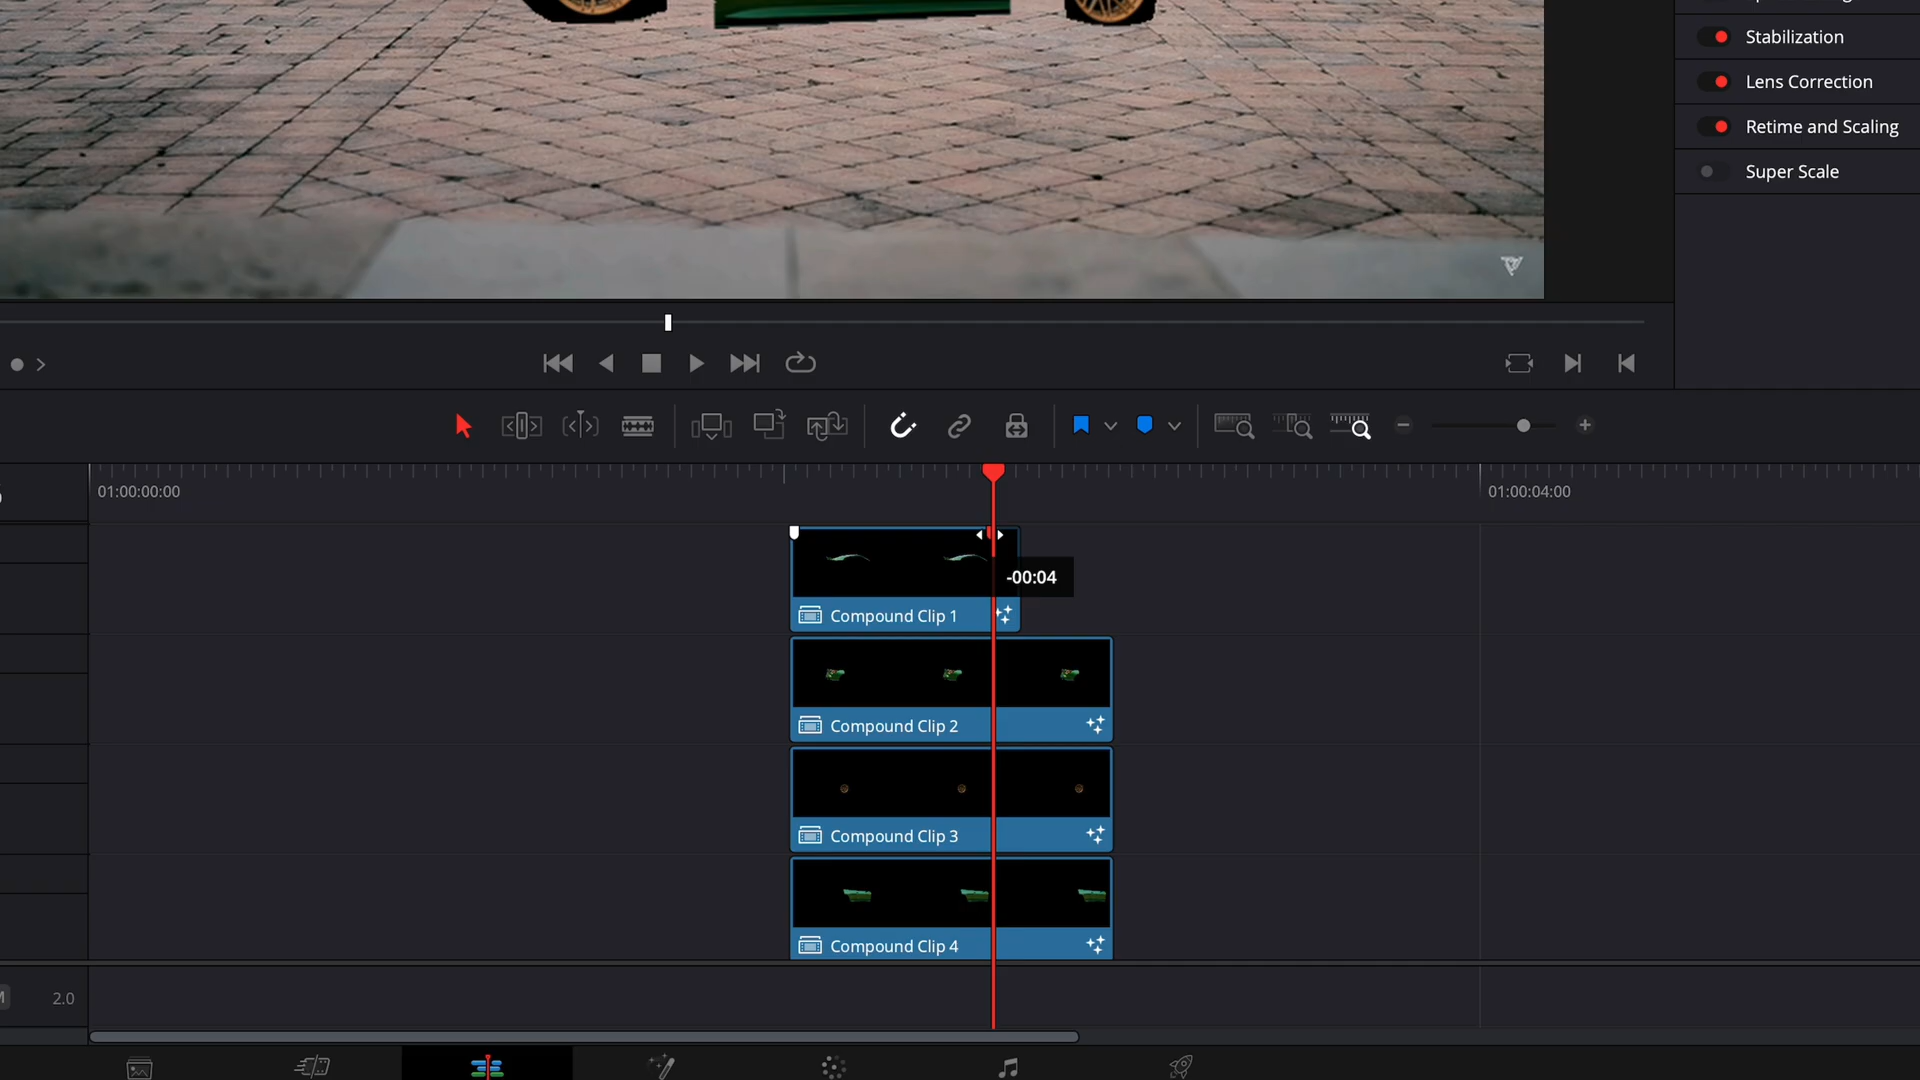 Stabilization
Lens Correction
Retime and Scaling
Super Scale
01:00:00:00
01:00:04:00
-00:04
Compound Clip 1
Compound Clip 2
Compound Clip 3
Compound Clip 4
2.0